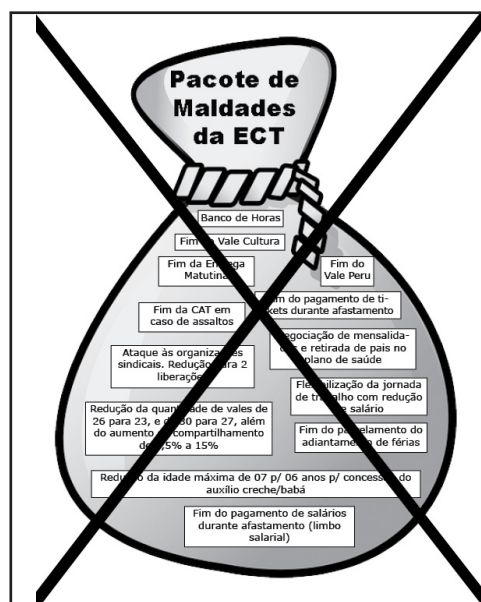 Pacote de
Maldades
da ECT
Banco de Horas
Fim Vale Cultura
Fim da Entrega
Matutina
Fim do
Vale Peru
Fim da CAT em
caso de assaltos
Fim do pagamento de ti-
kets durante afastamento
Ataque às organizações
sindicais. Redução para 2
liberações
negociação de mensalida-
des e retirada de pais no
plano de saúde
Flexibilização da jornada
de trabalho com redução
de salário
Redução da quantidade de vales de
26 para 23, e de 30 para 27, além
do aumento compartilhamento
de ,5% a 15%
Fim do parcelamento do
adiantamento de férias
Redução da idade máxima de 07 p/ 06 anos p/ concessão do
auxílio creche/babá
Fim do pagamento de salários
durante afastamento (limbo
salarial)